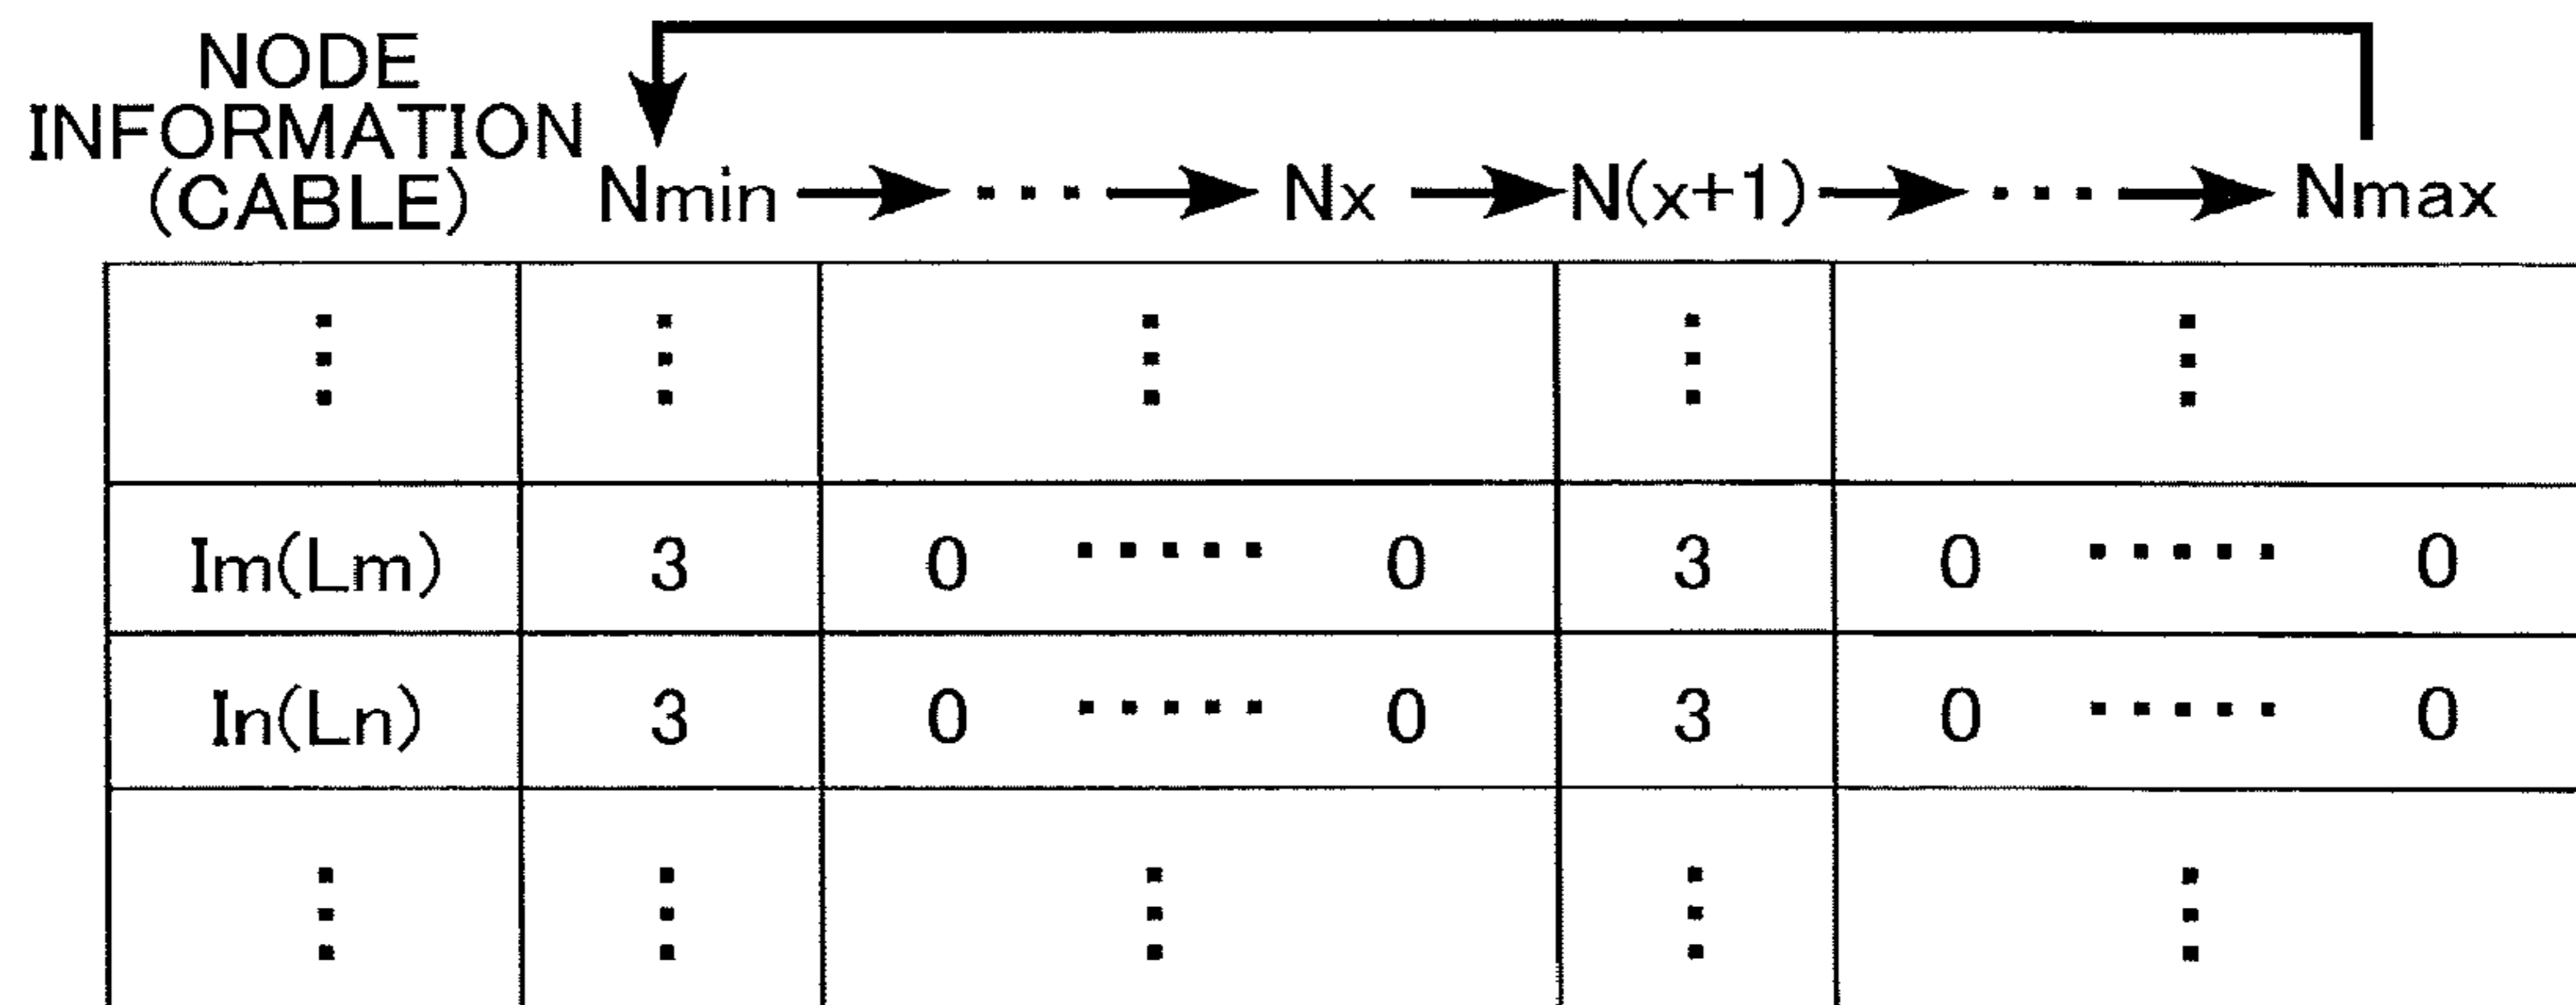 NODE
INFORMATION
(CABLE)
Nmin → ··· → Nx → N(x+1) → ··· → Nmax
Im(Lm) 3 0 ····· 0 3 0 ····· 0
In(Ln) 3 0 ····· 0 3 0 ····· 0